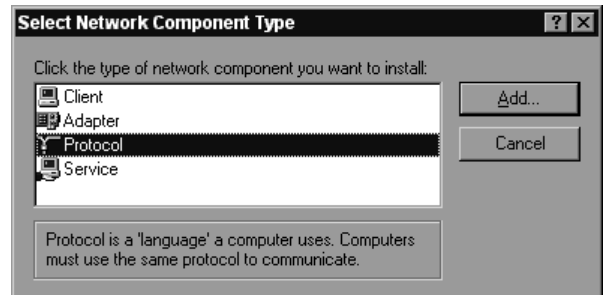 Select Network Component Type
Click the type of network component you want to install:
Client
Adapter
Protocol
Service
Add...
Cancel
Protocol is a 'language' a computer uses. Computers
must use the same protocol to communicate.